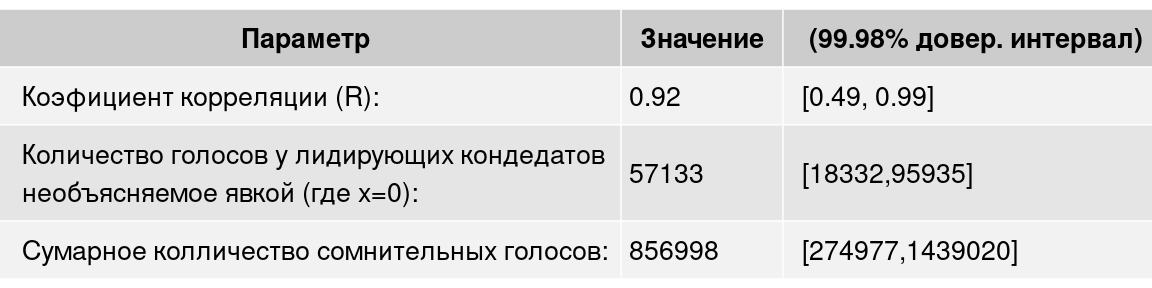 Параметр Значение (99.98% довер. интервал)
Коэфициент корреляции (R): 0.92 [0.49, 0.99]
Количество голосов у лидирующих кондедатов
необъясняемое явкой (где x=0): 57133 [18332,95935]
Сумарное колличество сомнительных голосов: 856998 [274977,1439020]